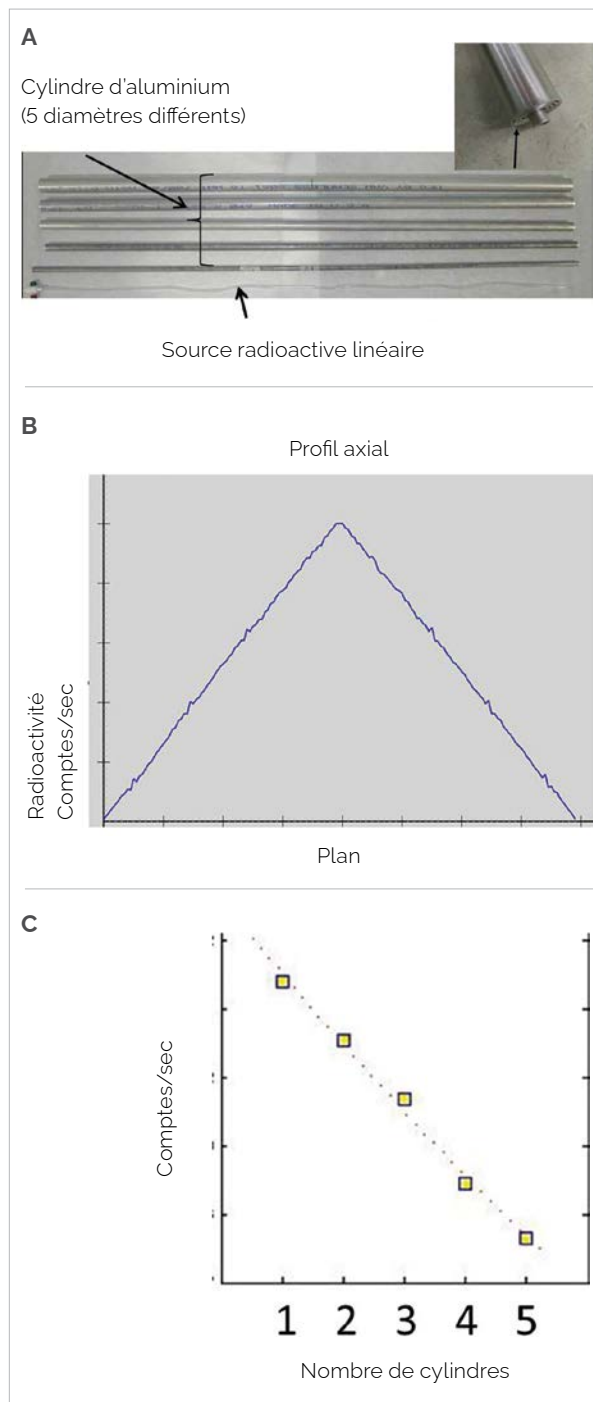 A
Cylindre d'aluminium
(5 diamètres différents)
Source radioactive linéaire
B
Profil axial
Radioactivité
Comptes/sec
Plan
C
Comptes/sec
1 2 3 4 5
Nombre de cylindres